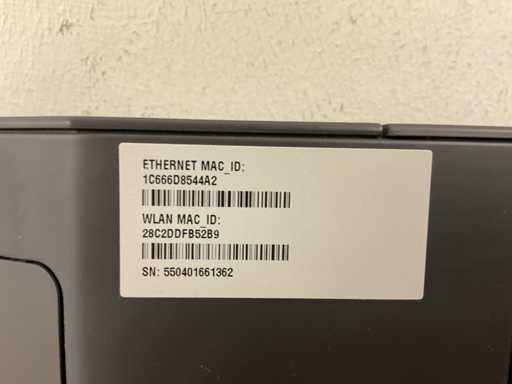 ETHERNET MAC_ID:
1C666D8544A2
WLAN MAC_ID:
28C2DDFB52B9
SN: 550401661362